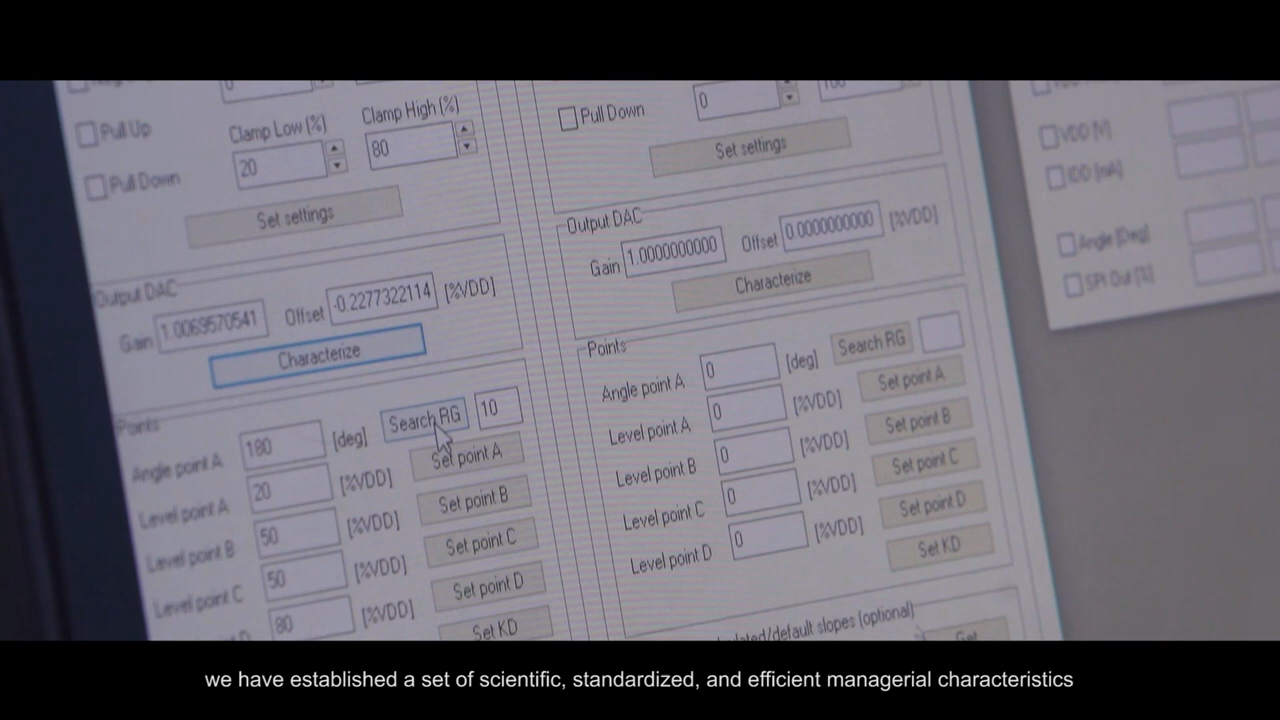 Pull Up
Pull Down
Clamp Low (%)
Clamp High (%)
20
80
Set settings
Output DAC
Gain
1.0069570541
Offset
-0.2277322114
[%VDD]
Characterize
Points
Angle point A
180
[deg]
Search RG
10
Level point A
20
[%VDD]
Set point A
Level point B
50
[%VDD]
Set point B
Level point C
50
[%VDD]
Set point C
80
[%VDD]
Set point D
Set KD
Pull Down
0
Set settings
Output DAC
Gain
1.0000000000
Offset
0.0000000000
[%VDD]
Characterize
Points
Angle point A
0
[deg]
Search RG
Level point A
0
[%VDD]
Set point A
Level point B
0
[%VDD]
Set point B
Level point C
0
[%VDD]
Set point C
Level point D
0
[%VDD]
Set point D
Set KD
/default slopes (optional)
VDD [V]
IDD [mA]
Angle [Deg]
SPI Out [%]
we have established a set of scientific, standardized, and efficient managerial characteristics